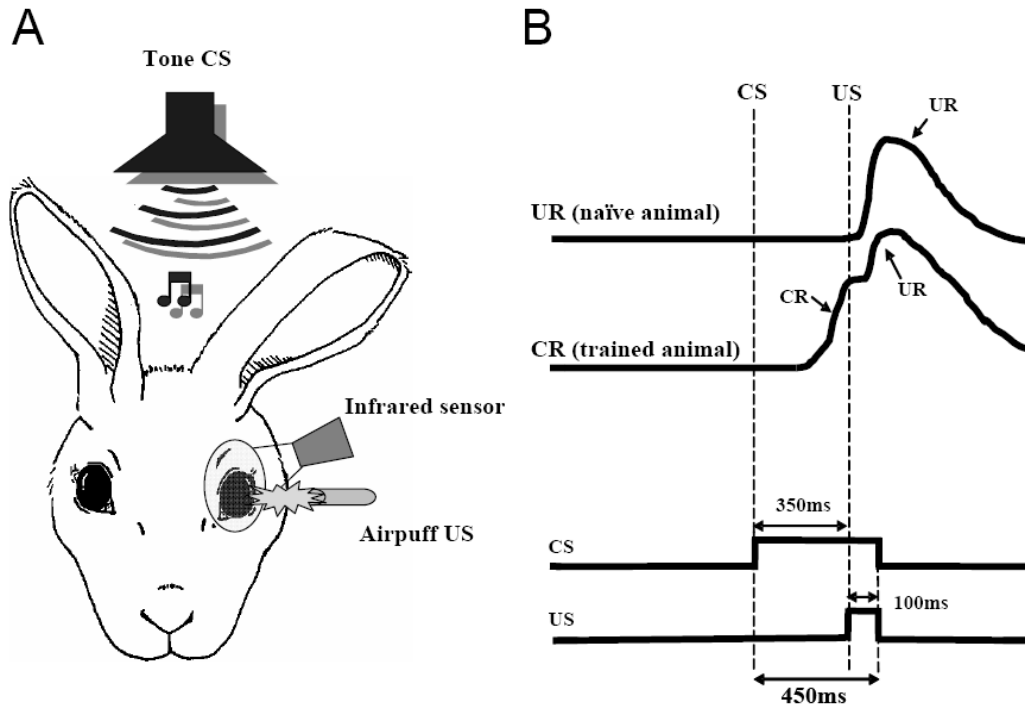 A
Tone CS
Infrared sensor
Airpuff US
B
CS US
UR
UR (naïve animal)
CR
UR
CR (trained animal)
350ms
CS
100ms
US
450ms